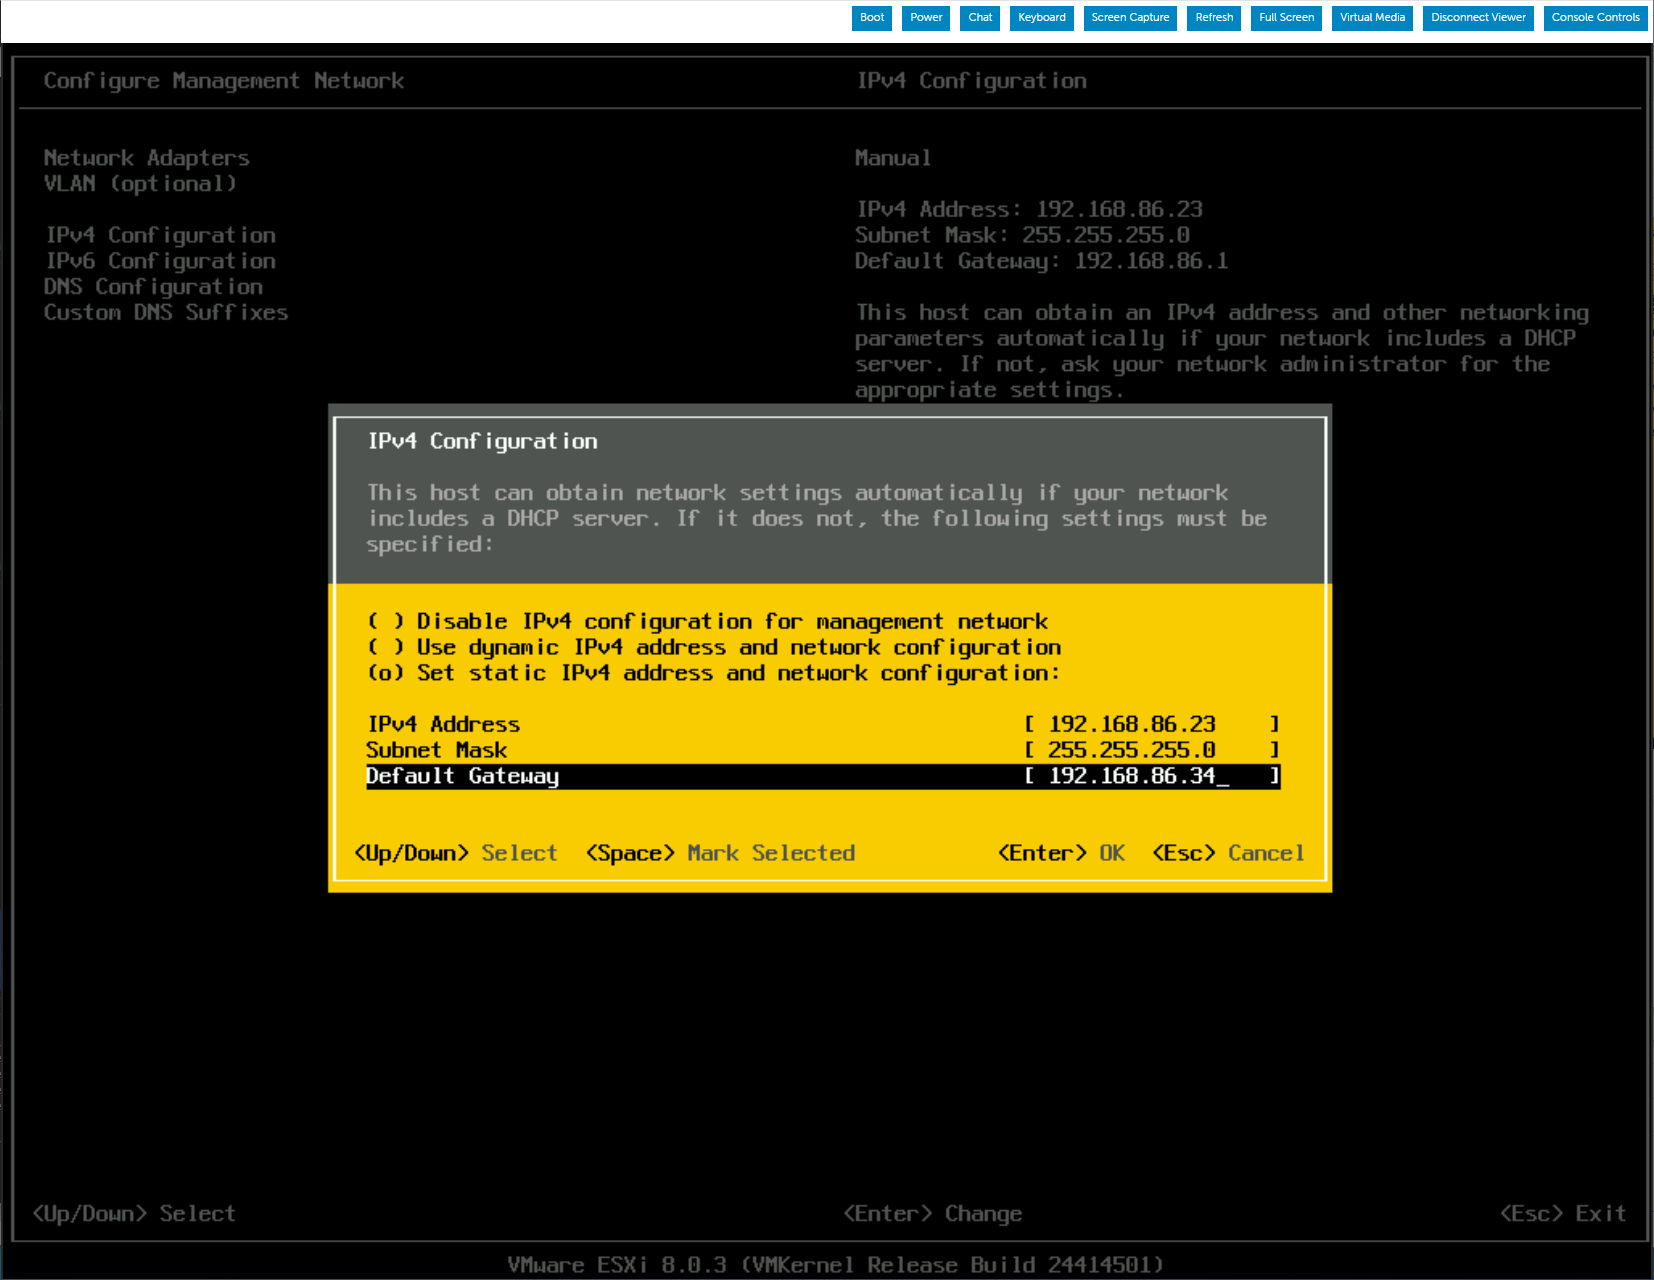 Boot Power Chat Keyboard Screen Capture Refresh Full Screen Virtual Media Disconnect Viewer Console Controls
Configure Management Network
IPv4 Configuration
Network Adapters
VLAN (optional)
IPv4 Configuration
IPv6 Configuration
DNS Configuration
Custom DNS Suffixes
Manual
IPv4 Address: 192.168.86.23
Subnet Mask: 255.255.255.0
Default Gateway: 192.168.86.1
This host can obtain an IPv4 address and other networking
parameters automatically if your network includes a DHCP
server. If not, ask your network administrator for the
appropriate settings.
IPv4 Configuration
This host can obtain network settings automatically if your network
includes a DHCP server. If it does not, the following settings must be
specified:
( ) Disable IPv4 configuration for management network
( ) Use dynamic IPv4 address and network configuration
(o) Set static IPv4 address and network configuration:
IPv4 Address [ 192.168.86.23 ]
Subnet Mask [ 255.255.255.0 ]
Default Gateway [ 192.168.86.34_ ]
<Up/Down> Select <Space> Mark Selected <Enter> OK <Esc> Cancel
<Up/Down> Select <Enter> Change <Esc> Exit
VMware ESXi 8.0.3 (VMKernel Release Build 24414501)